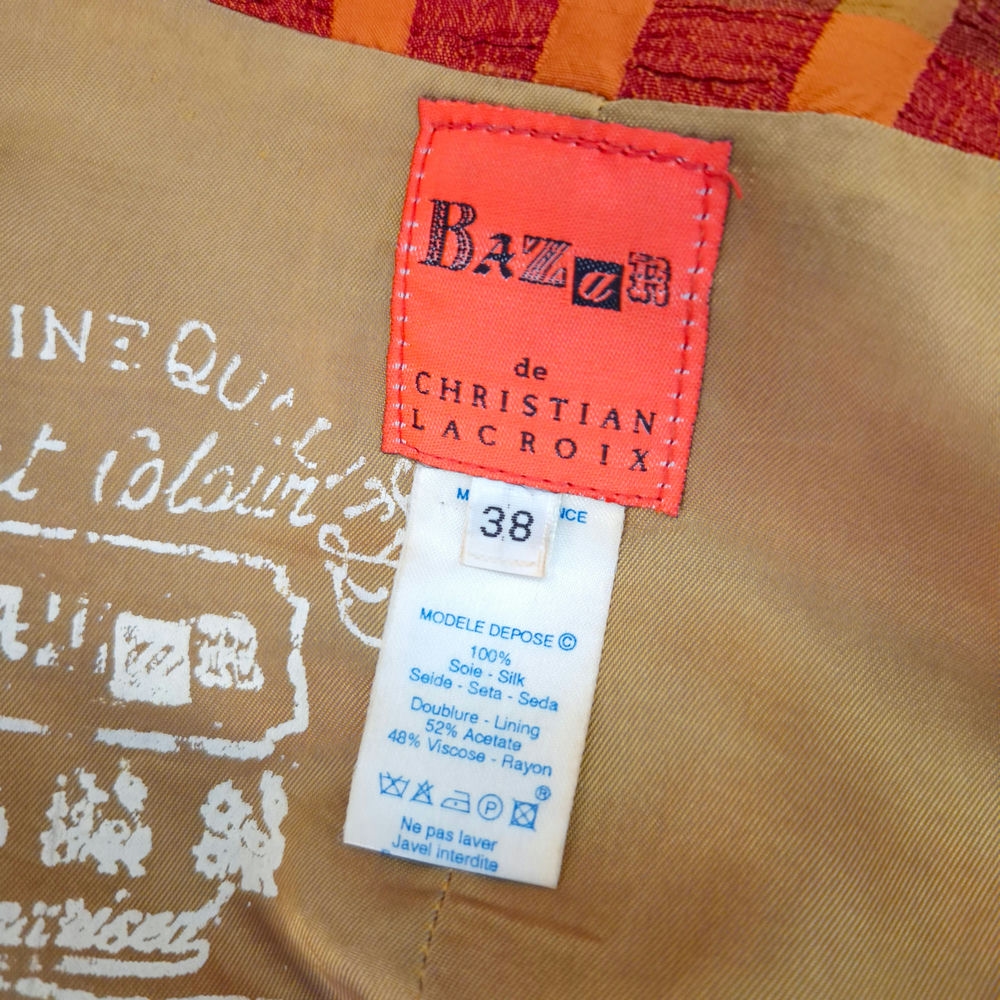 BAZaR
de
CHRISTIAN
LACROIX
38
MODELE DEPOSE ©
100%
Soie - Silk
Seide - Seta - Seda
Doublure - Lining
52% Acetate
48% Viscose - Rayon
P
®
Ne pas laver
Javel interdite
Colour